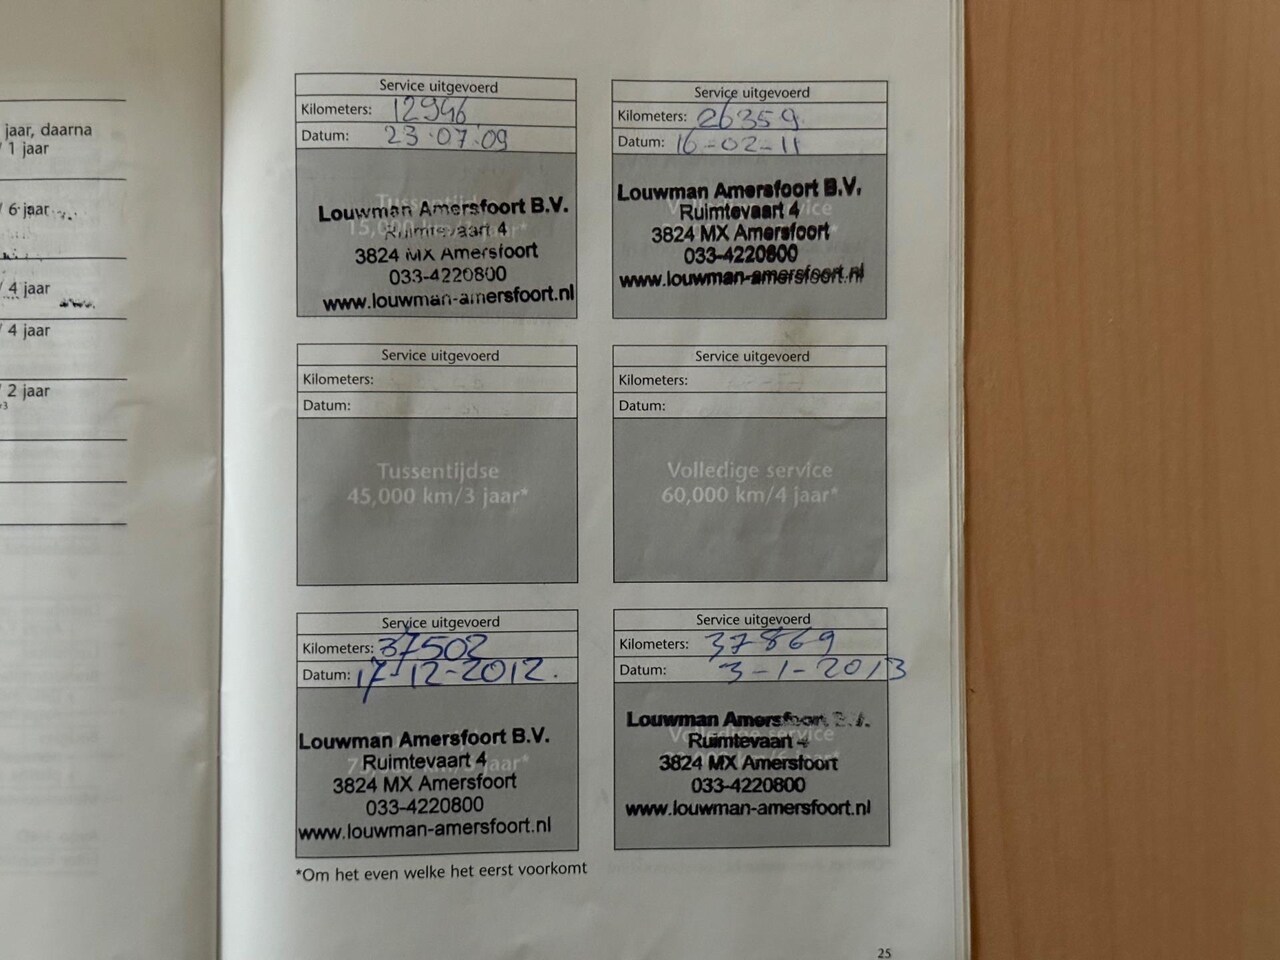 jaar, daarna
/ 1 jaar
/ 6 jaar
/ 4 jaar
/ 4 jaar
/ 2 jaar
Service uitgevoerd
Kilometers: 12946
Datum: 23·07·09
Louwman Amersfoort B.V.
Ruimtevaart 4
3824 MX Amersfoort
033-4220800
www.louwman-amersfoort.nl
Service uitgevoerd
Kilometers: 26359
Datum: 16-02-11
Louwman Amersfoort B.V.
Ruimtevaart 4
3824 MX Amersfoort
033-4220800
www.louwman-amersfoort.nl
Service uitgevoerd
Kilometers:
Datum:
Tussentijdse
45,000 km/3 jaar*
Service uitgevoerd
Kilometers:
Datum:
Volledige service
60,000 km/4 jaar*
Service uitgevoerd
Kilometers: 37502
Datum: 17-12-2012.
Louwman Amersfoort B.V.
Ruimtevaart 4
3824 MX Amersfoort
033-4220800
www.louwman-amersfoort.nl
Service uitgevoerd
Kilometers: 37869
Datum: 3-1-2013
Louwman Amersfoort B.V.
Ruimtevaart 4
3824 MX Amersfoort
033-4220800
www.louwman-amersfoort.nl
*Om het even welke het eerst voorkomt
25